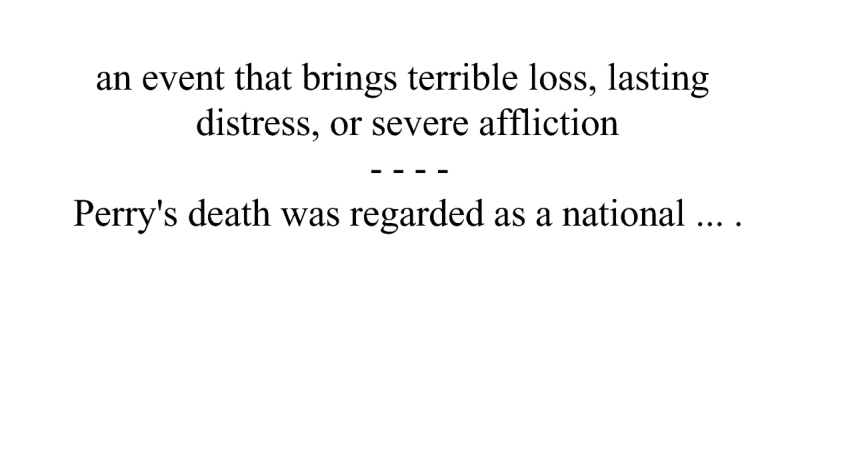 an event that brings terrible loss, lasting
distress, or severe affliction
- - - -
Perry's death was regarded as a national ... .